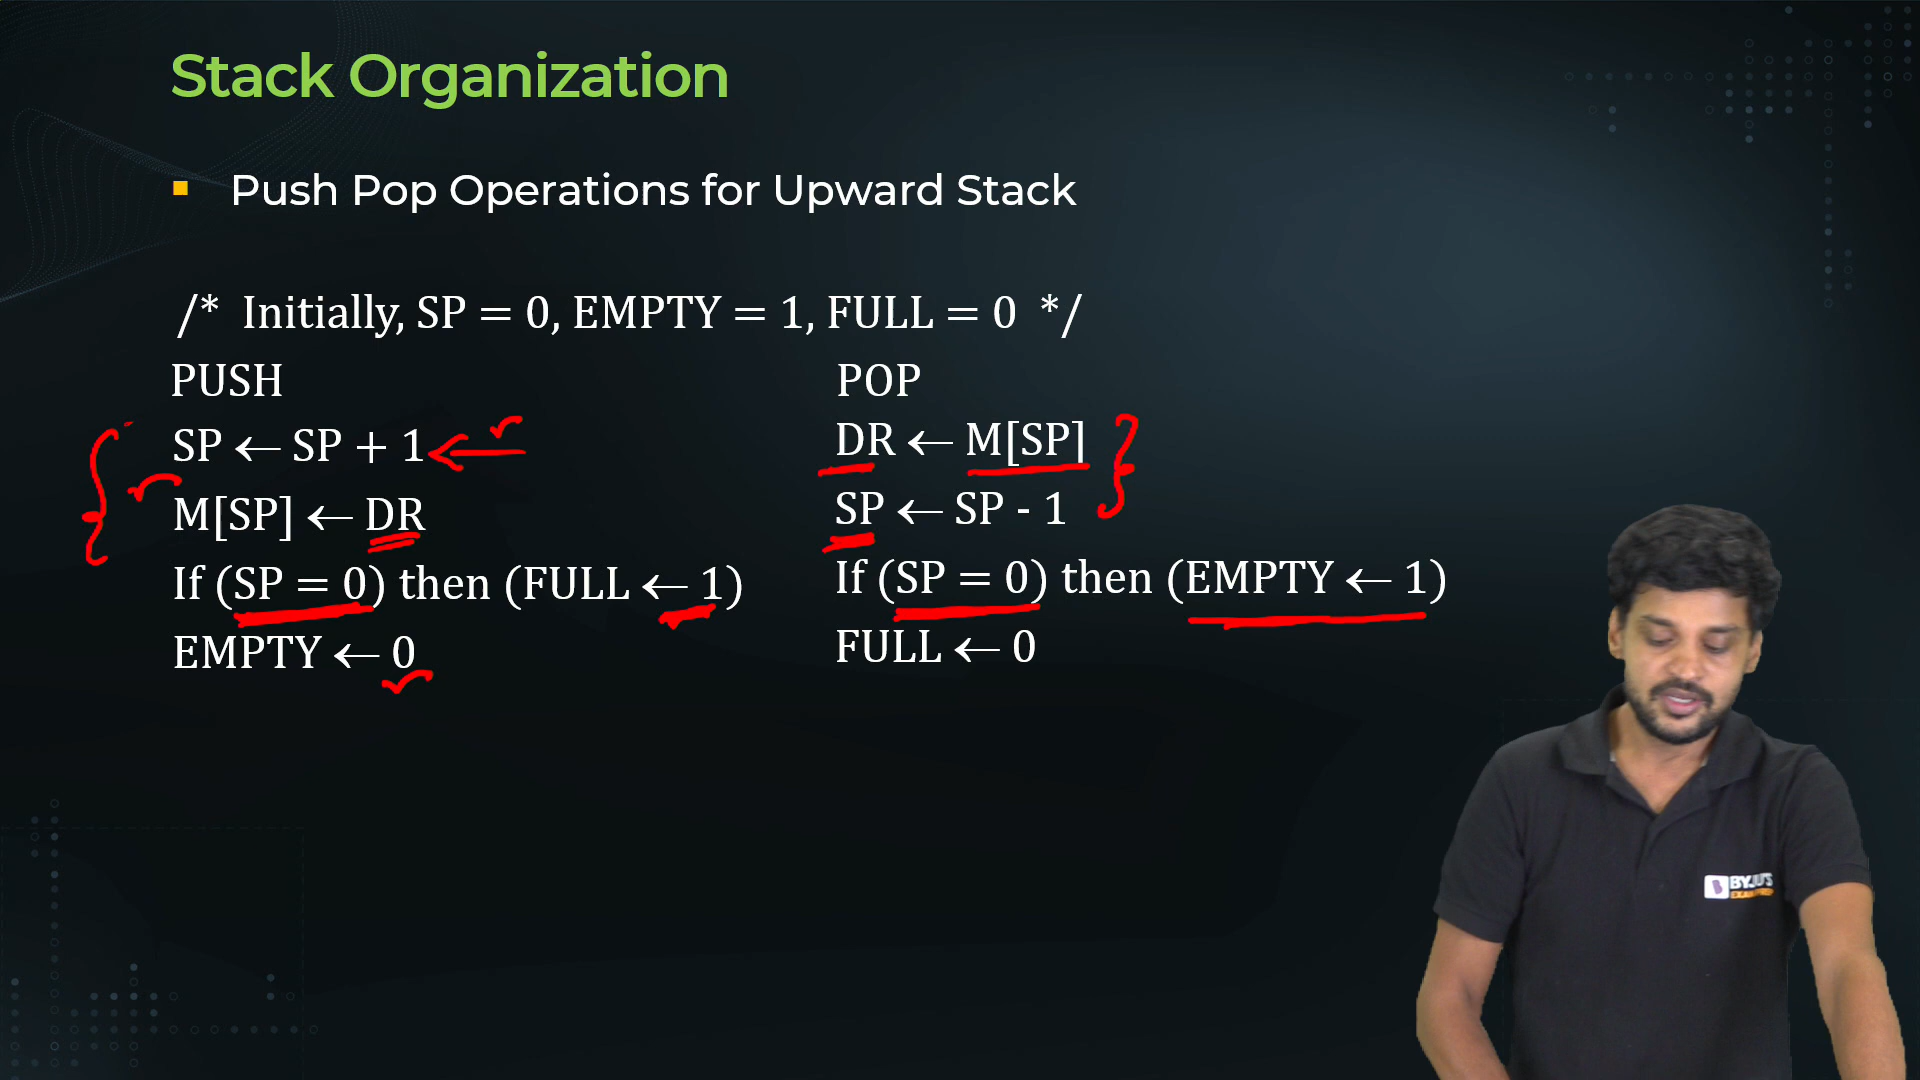 Stack Organization
Push Pop Operations for Upward Stack
/* Initially, SP = 0, EMPTY = 1, FULL = 0 */
PUSH
SP ← SP + 1
M[SP] ← DR
If (SP = 0) then (FULL ← 1)
EMPTY ← 0
POP
DR ← M[SP]
SP ← SP - 1
If (SP = 0) then (EMPTY ← 1)
FULL ← 0
BYJU'S
EXAM PREP